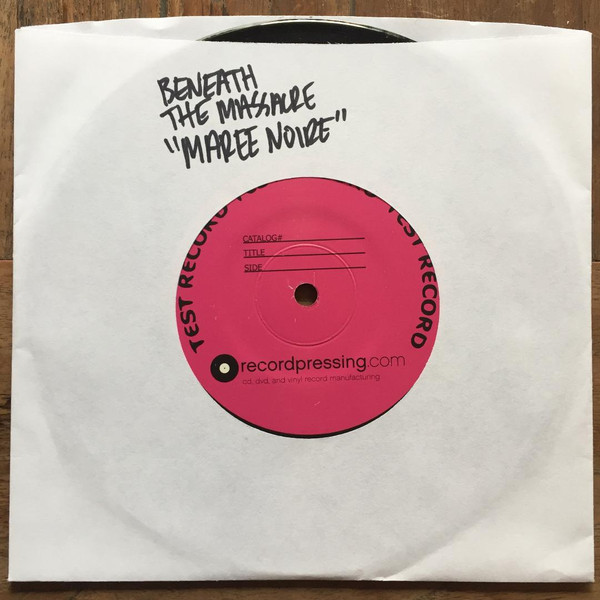 BENEATH
THE MASSACRE
"MAREE NOIRE"
TEST RECORD
TEST RECORD
CATALOG#
TITLE
SIDE
recordpressing.com
cd, dvd, and vinyl record manufacturing